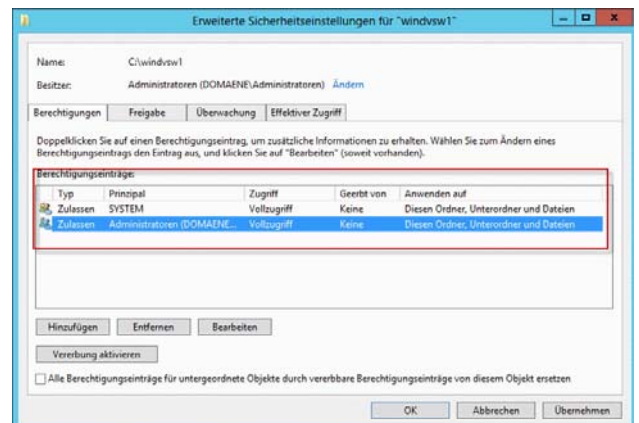 Erweiterte Sicherheitseinstellungen für "windvsw1"
Name: C:\windvsw1
Besitzer: Administratoren (DOMAENE\Administratoren) Ändern
Berechtigungen Freigabe Überwachung Effektiver Zugriff
Doppelklicken Sie auf einen Berechtigungseintrag, um zusätzliche Informationen zu erhalten. Wählen Sie zum Ändern eines
Berechtigungseintrags den Eintrag aus, und klicken Sie auf "Bearbeiten" (soweit vorhanden).
Berechtigungseinträge:
Typ Prinzipal Zugriff Geerbt von Anwenden auf
Zulassen SYSTEM Vollzugriff Keine Diesen Ordner, Unterordner und Dateien
Zulassen Administratoren (DOMAENE... Vollzugriff Keine Diesen Ordner, Unterordner und Dateien
Hinzufügen Entfernen Bearbeiten
Vererbung aktivieren
Alle Berechtigungseinträge für untergeordnete Objekte durch vererbbare Berechtigungseinträge von diesem Objekt ersetzen
OK Abbrechen Übernehmen